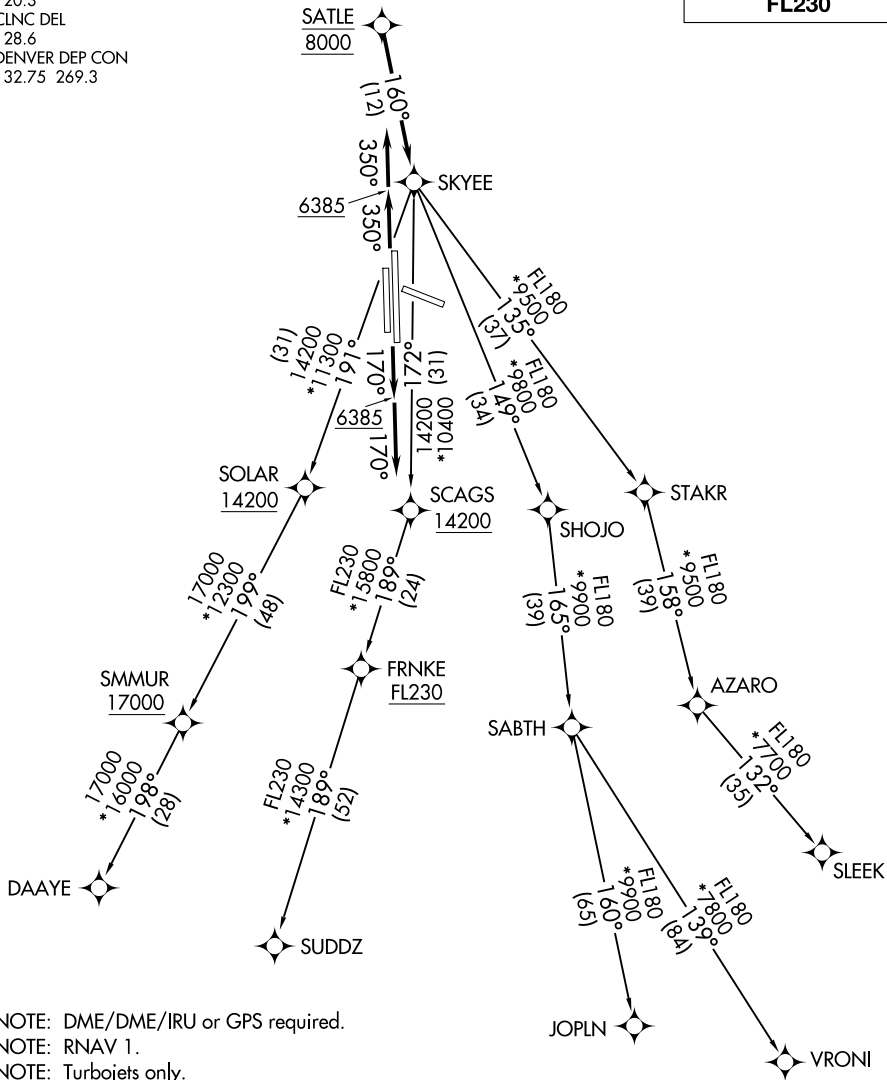 20.3
CLNC DEL
28.6
DENVER DEP CON
32.75 269.3
FL230
SATLE
8000
160°
(12)
SKYEE
350°
6385
350°
FL180
*9500
135°
(37)
FL180
*9800
149°
(34)
(31)
14200
*11300
191°
170°
172°
(31)
14200
*10400
6385
170°
SOLAR
14200
SCAGS
14200
SHOJO
STAKR
17000
*12300
199°
(48)
FL230
*15800
189°
(24)
FL180
*9900
165°
(39)
FL180
*9500
158°
(39)
SMMUR
17000
FRNKE
FL230
SABTH
AZARO
17000
*16000
198°
(28)
FL230
*14300
189°
(52)
FL180
*7700
132°
(35)
DAAYE
SUDDZ
SLEEK
FL180
*9900
160°
(65)
FL180
*7800
139°
(84)
JOPLN
VRONI
NOTE: DME/DME/IRU or GPS required.
NOTE: RNAV 1.
NOTE: Turbojets only.